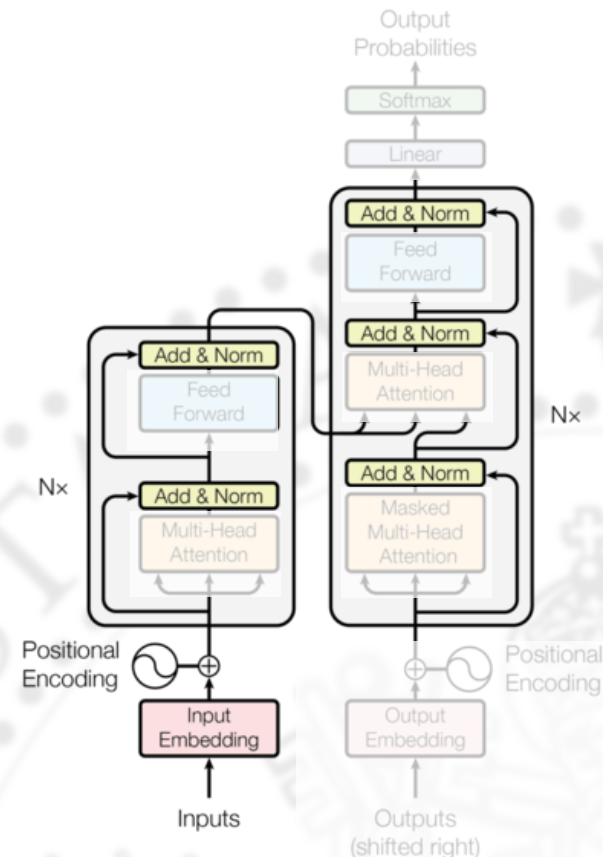 Output
Probabilities
Softmax
Linear
Add & Norm
Feed
Forward
Add & Norm
Multi-Head
Attention
Add & Norm
Masked
Multi-Head
Attention
Nx
Positional
Encoding
Output
Embedding
Outputs
(shifted right)
Add & Norm
Feed
Forward
Add & Norm
Multi-Head
Attention
Nx
Positional
Encoding
Input
Embedding
Inputs